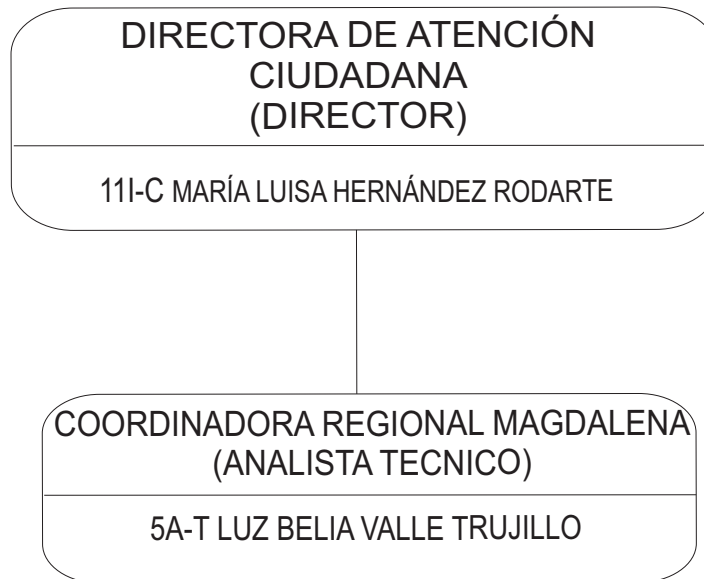 DIRECTORA DE ATENCIÓN
CIUDADANA
(DIRECTOR)
11I-C MARÍA LUISA HERNÁNDEZ RODARTE
COORDINADORA REGIONAL MAGDALENA
(ANALISTA TECNICO)
5A-T LUZ BELIA VALLE TRUJILLO